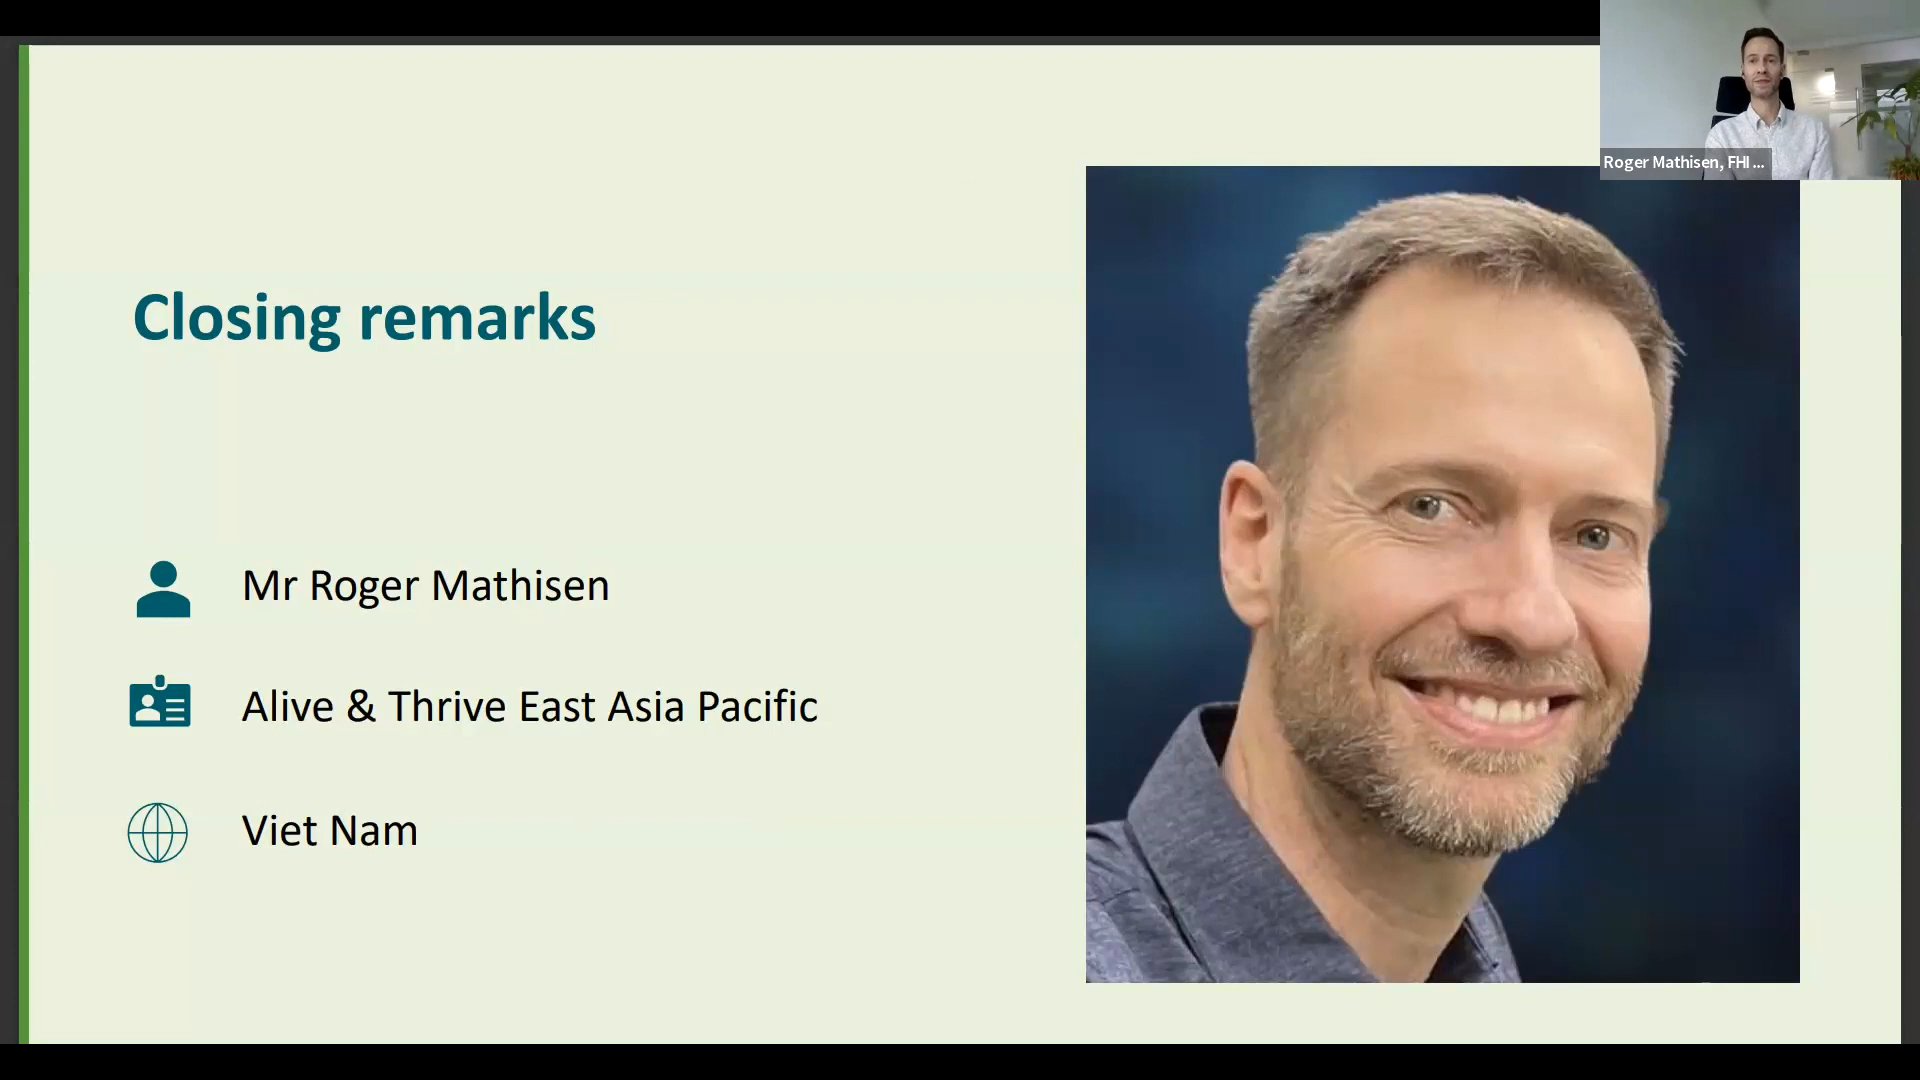 Roger Mathisen, FHI ...
Closing remarks
Mr Roger Mathisen
Alive & Thrive East Asia Pacific
Viet Nam